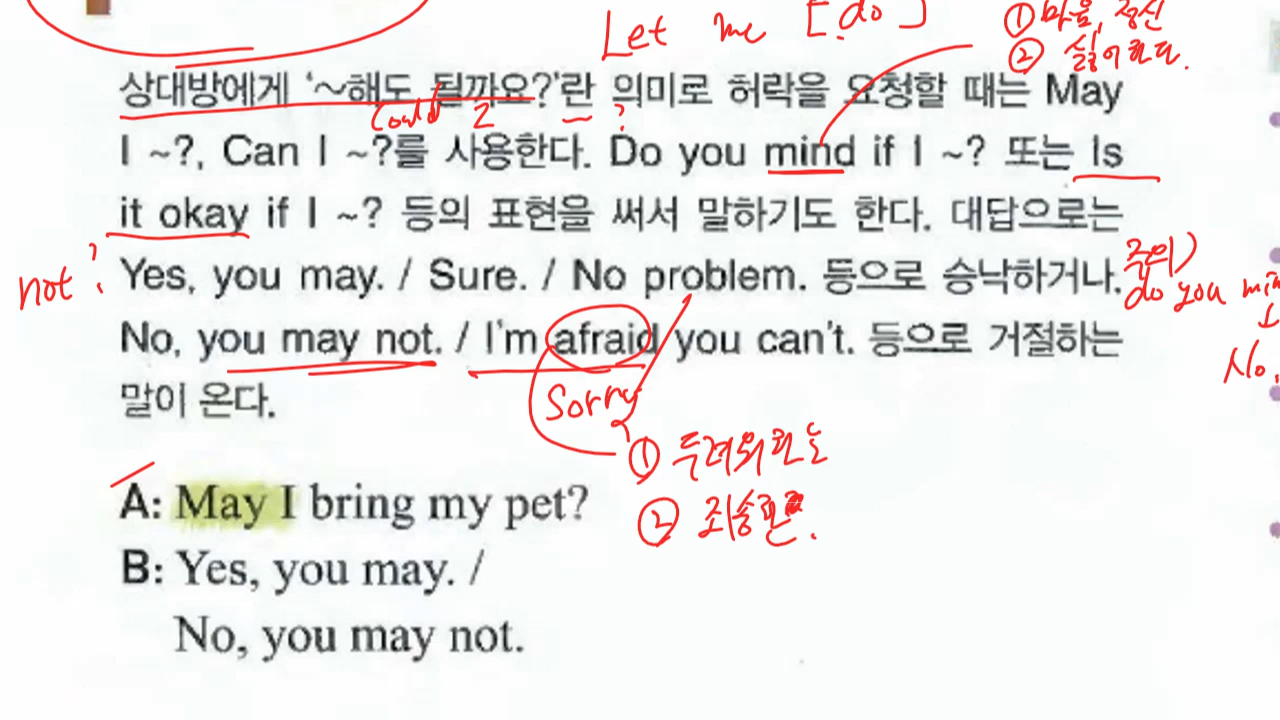 Let me [do]
① 마음, 정신
② 싫어한다.
상대방에게 '~해도 될까요?'란 의미로 허락을 요청할 때는 May
Could ?
I ~?, Can I ~?를 사용한다. Do you mind if I ~? 또는 Is
it okay if I ~? 등의 표현을 써서 말하기도 한다. 대답으로는
not?
Yes, you may. / Sure. / No problem. 등으로 승낙하거나,
주의)
do you
No, you may not. / I'm afraid you can't. 등으로 거절하는
No.
말이 온다.
Sorry
① 두려워하는
② 죄송한.
A: May I bring my pet?
B: Yes, you may. /
No, you may not.